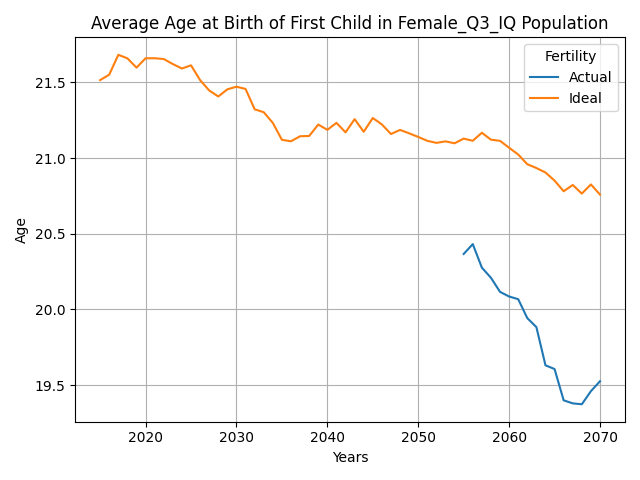 Average Age at Birth of First Child in Female_Q3_IQ Population
Fertility
Actual
Ideal
21.5
21.0
20.5
20.0
19.5
Age
2020 2030 2040 2050 2060 2070
Years